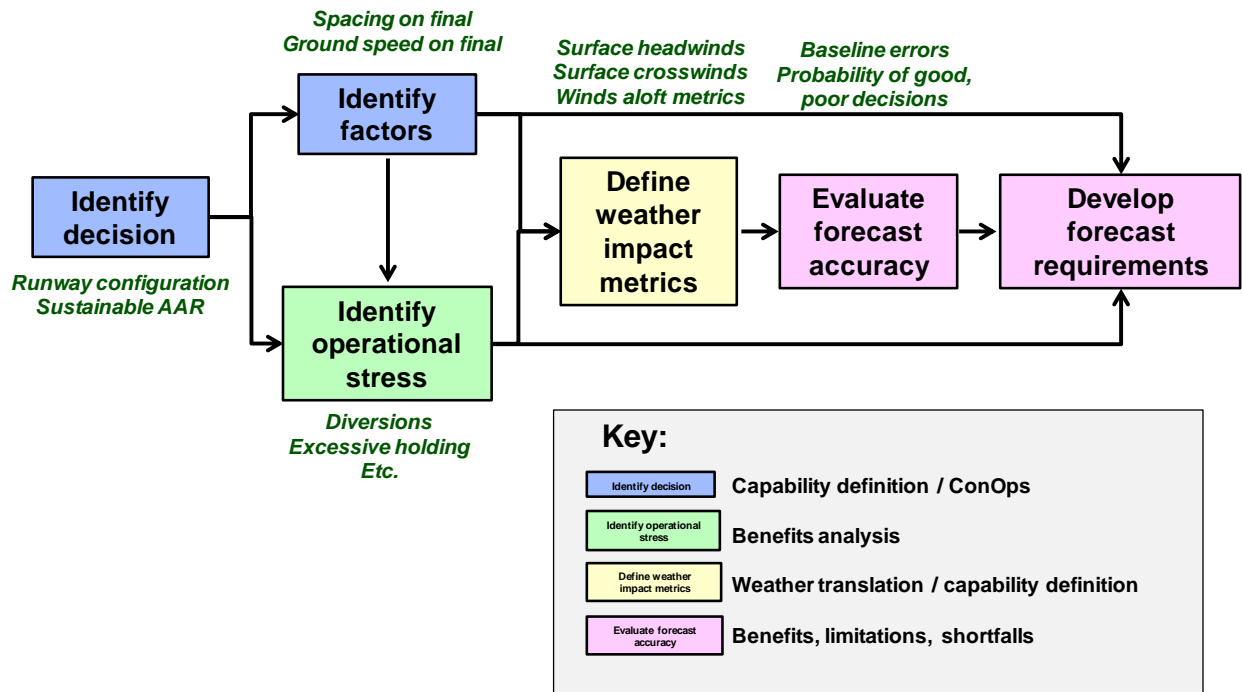 Spacing on final
Ground speed on final
Surface headwinds
Surface crosswinds
Winds aloft metrics
Baseline errors
Probability of good,
poor decisions
Identify
factors
Identify
decision
Runway configuration
Sustainable AAR
Define
weather
impact
metrics
Evaluate
forecast
accuracy
Develop
forecast
requirements
Identify
operational
stress
Diversions
Excessive holding
Etc.
Key:
Identify decision
Capability definition / ConOps
Identify operational
stress
Benefits analysis
Define weather
impact metrics
Weather translation / capability definition
Evaluate forecast
accuracy
Benefits, limitations, shortfalls